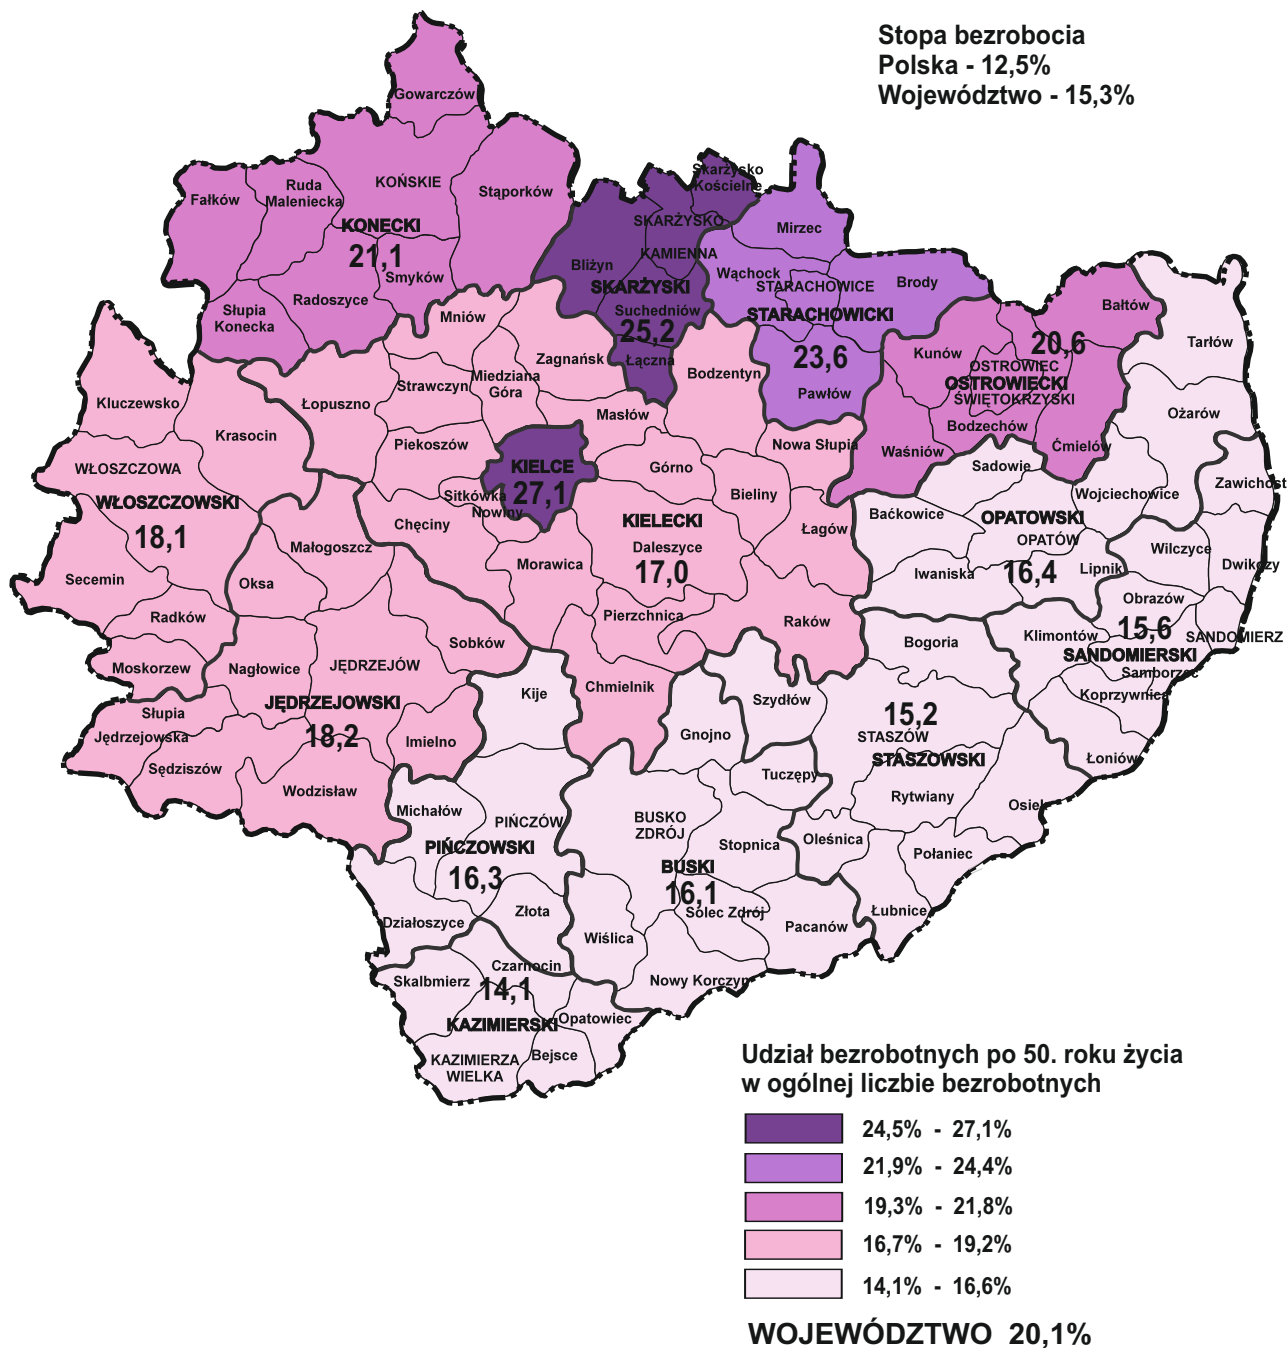 Stopa bezrobocia
Polska - 12,5%
Województwo - 15,3%
Gowarczów
Fałków
Ruda
Maleniecka
KOŃSKIE
Stąporków
KONECKI
21,1
Smyków
Radoszyce
Słupia
Konecka
Skarżysko
Kościelne
SKARŻYSKO
KAMIENNA
Bliżyn
SKARŻYSKI
Suchedniów
25,2
Łączna
Mirzec
Wąchock
STARACHOWICE
Brody
STARACHOWICKI
23,6
Pawłów
Bałtów
Kunów
20,6
OSTROWIEC
OSTROWIECKI
ŚWIĘTOKRZYSKI
Bodzechów
Waśniów
Ćmielów
Tarłów
Ożarów
Sadowie
Wojciechowice
Baćkowice
OPATOWSKI
OPATÓW
Iwaniska
16,4
Lipnik
Zawichost
Wilczyce
Dwikozy
Obrazów
15,6
SANDOMIERZ
Klimontów
SANDOMIERSKI
Samborzec
Koprzywnica
Łoniów
Mniów
Zagnańsk
Miedziana
Góra
Strawczyn
Bodzentyn
Łopuszno
Masłów
Piekoszów
Nowa Słupia
KIELCE
27,1
Górno
Bieliny
Sitkówka
Nowiny
Chęciny
KIELECKI
Łagów
Daleszyce
17,0
Morawica
Pierzchnica
Raków
Chmielnik
Kluczewsko
Krasocin
WŁOSZCZOWA
WŁOSZCZOWSKI
18,1
Secemin
Radków
Moskorzew
Małogoszcz
Oksa
Sobków
Nagłowice
JĘDRZEJÓW
JĘDRZEJOWSKI
18,2
Słupia
Jędrzejowska
Imielno
Sędziszów
Wodzisław
Bogoria
Szydłów
15,2
STASZÓW
STASZOWSKI
Rytwiany
Osiek
Oleśnica
Połaniec
Łubnice
Kije
Michałów
PIŃCZÓW
PIŃCZOWSKI
16,3
Złota
Działoszyce
Gnojno
Tuczępy
BUSKO
ZDRÓJ
Stopnica
BUSKI
16,1
Solec Zdrój
Pacanów
Wiślica
Nowy Korczyn
Czarnocin
Skalbmierz
14,1
KAZIMIERSKI
Opatowiec
KAZIMIERZA
WIELKA
Bejsce
Udział bezrobotnych po 50. roku życia
w ogólnej liczbie bezrobotnych
24,5% - 27,1%
21,9% - 24,4%
19,3% - 21,8%
16,7% - 19,2%
14,1% - 16,6%
WOJEWÓDZTWO 20,1%